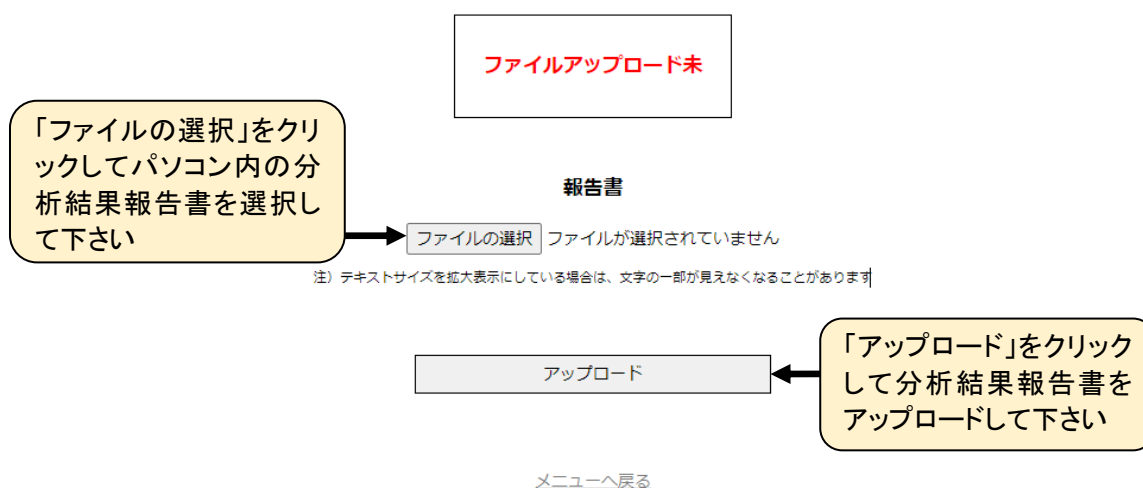 ファイルアップロード未
「ファイルの選択」をクリ
ックしてパソコン内の分
析結果報告書を選択し
て下さい
報告書
ファイルの選択 ファイルが選択されていません
注）テキストサイズを拡大表示にしている場合は、文字の一部が見えなくなることがあります
アップロード
「アップロード」をクリック
して分析結果報告書を
アップロードして下さい
メニューへ戻る